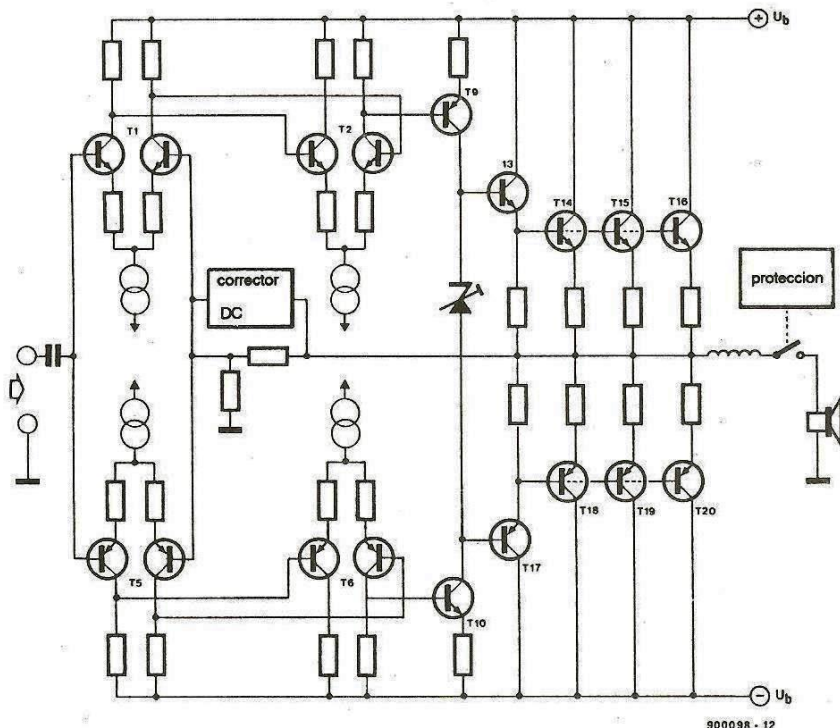 + Ub
T1
T2
T9
13
T14
T15
T16
corrector
DC
proteccion
T5
T6
T10
T17
T18
T19
T20
− Ub
900098 - 12